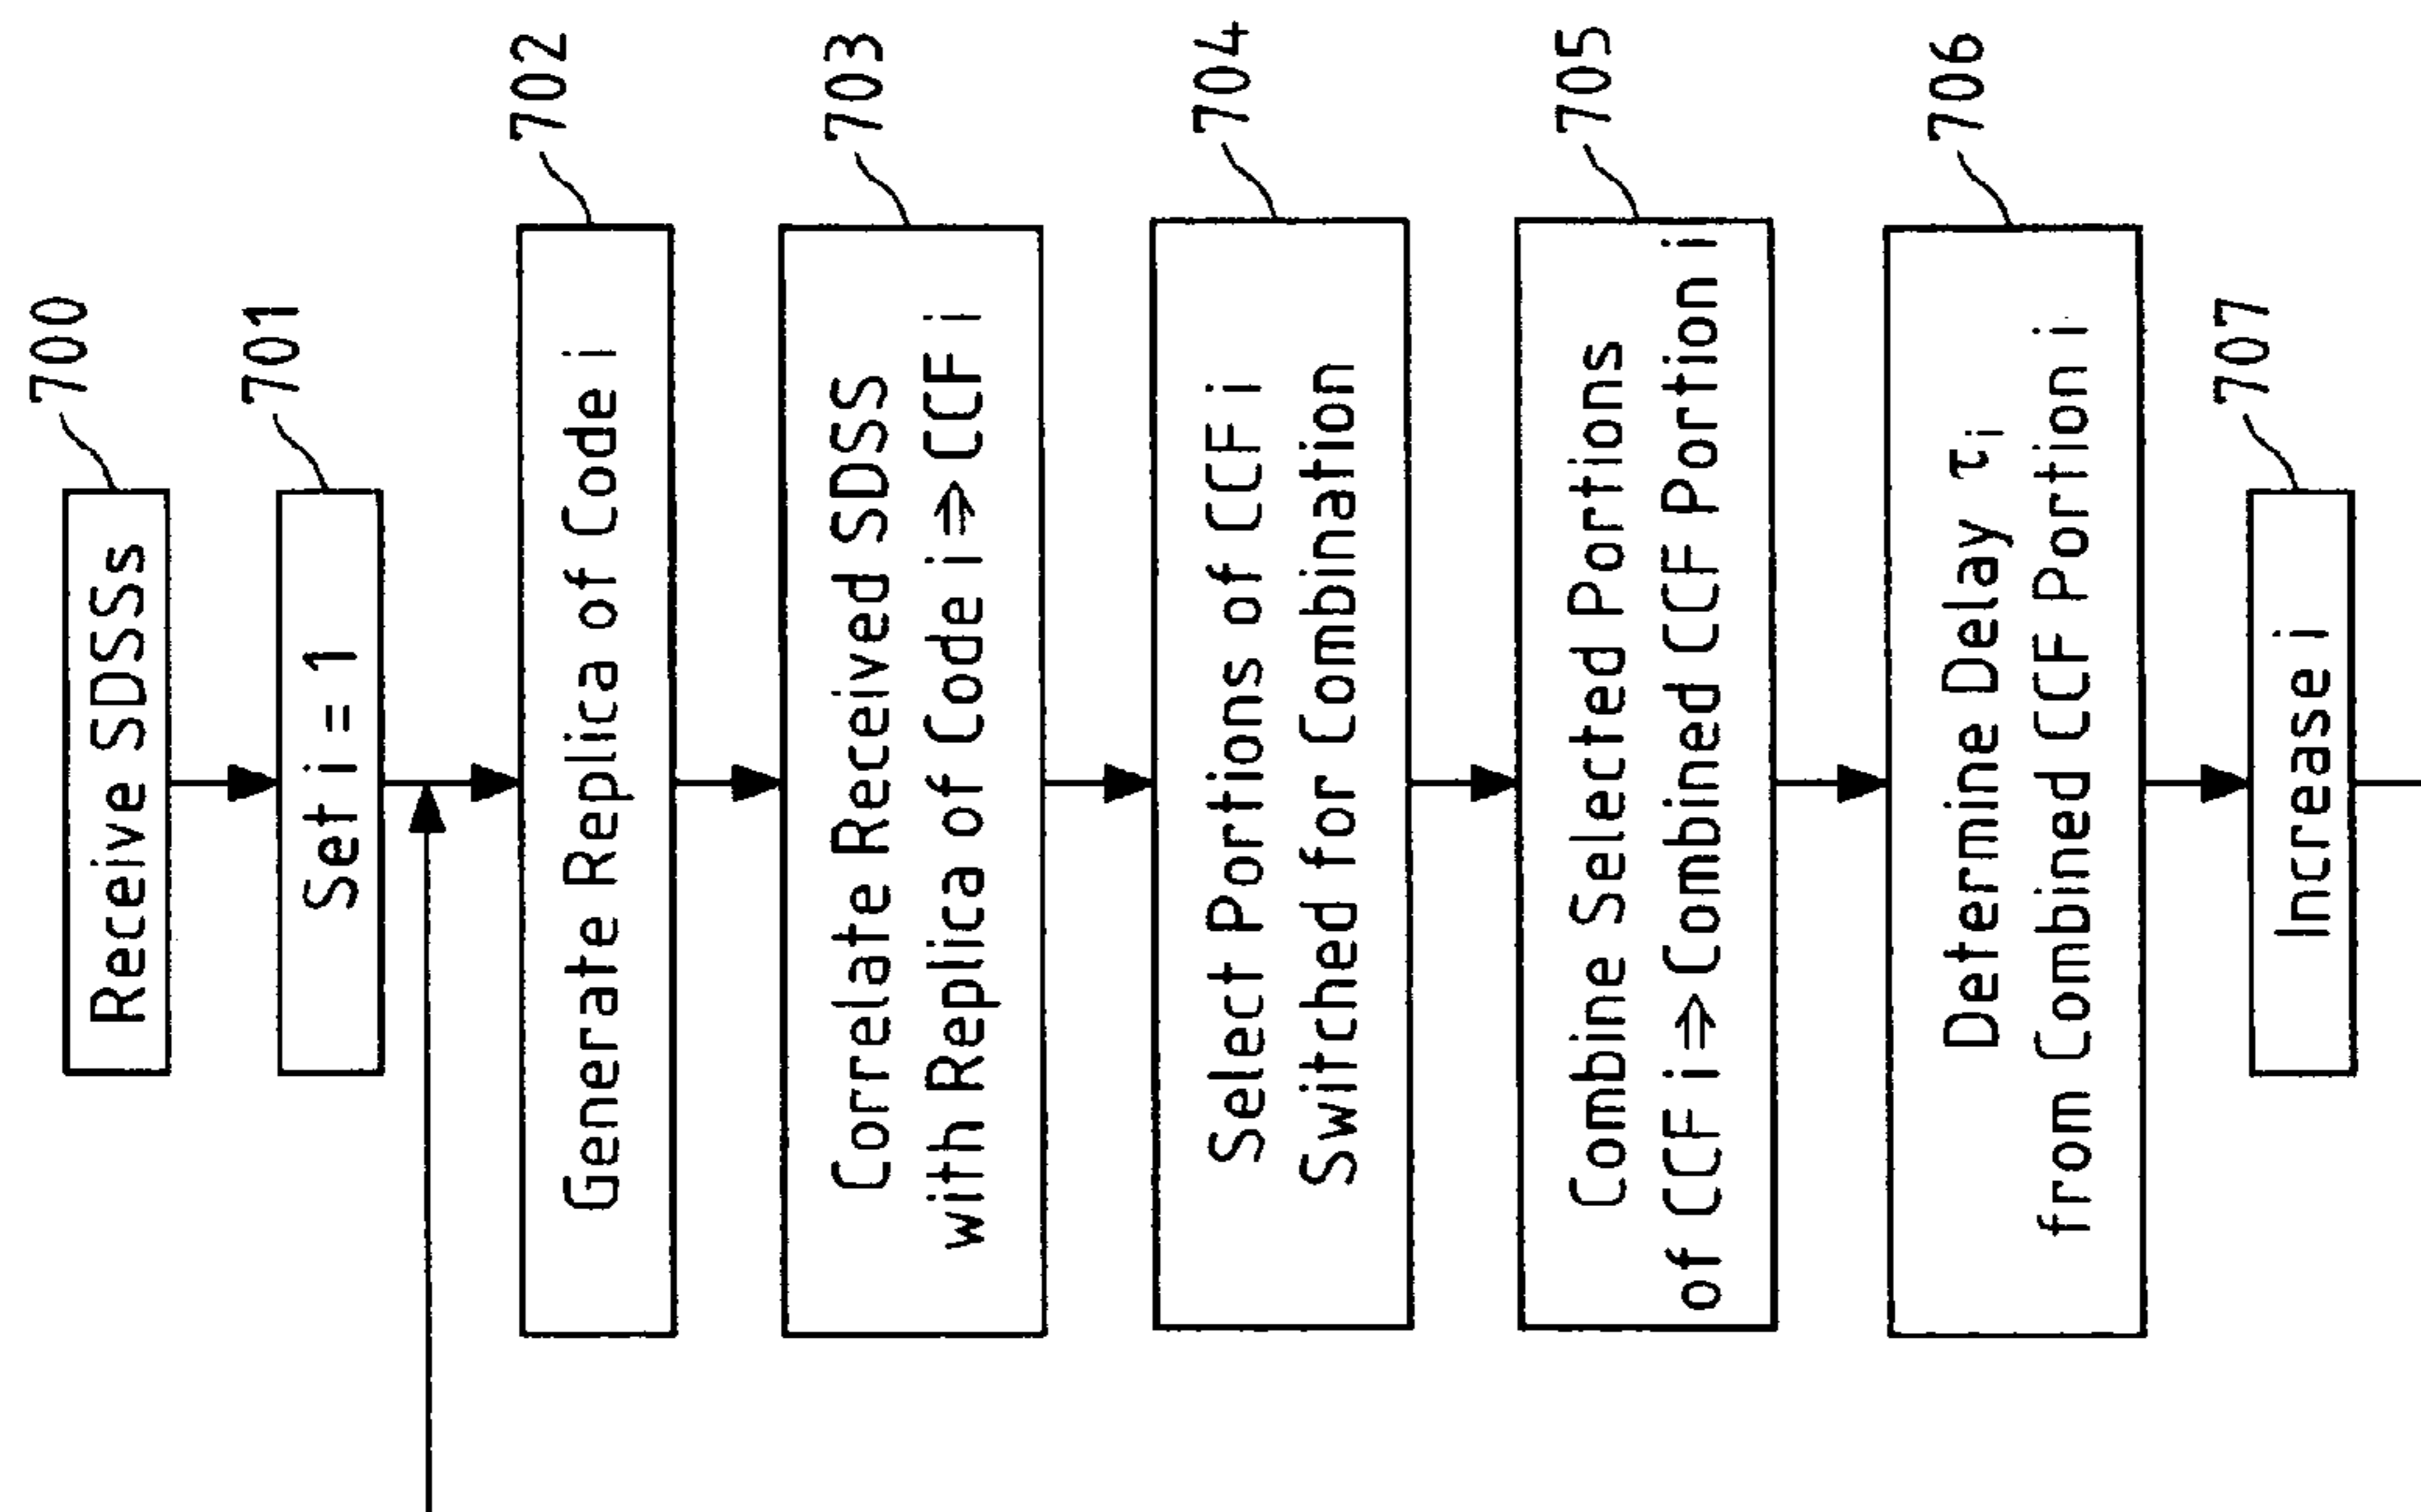 700
Receive SDSSs
701
Set i = 1
702
Generate Replica of Code i
703
Correlate Received SDSS
with Replica of Code i ⇒ CCF i
704
Select Portions of CCF i
Switched for Combination
705
Combine Selected Portions
of CCF i ⇒ Combined CCF Portion i
706
Determine Delay τi
from Combined CCF Portion i
707
Increase i